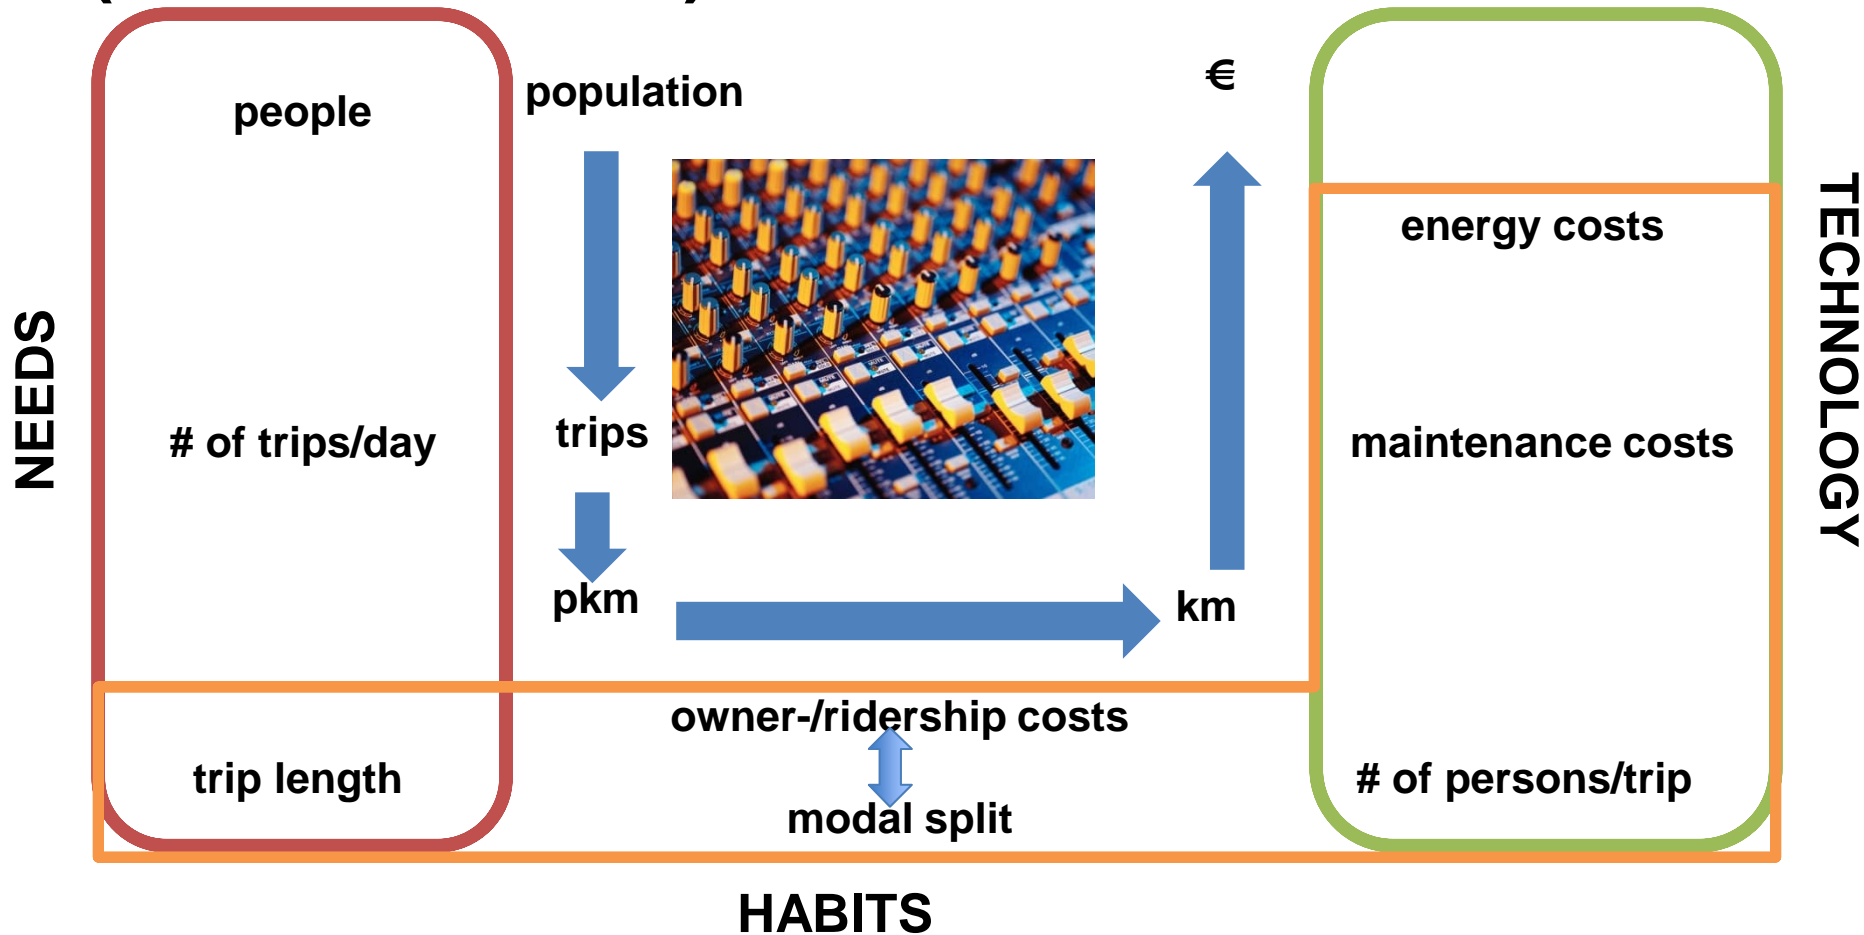 people
population
€
energy costs
NEEDS
TECHNOLOGY
# of trips/day
trips
maintenance costs
pkm
km
owner-/ridership costs
trip length
# of persons/trip
modal split
HABITS